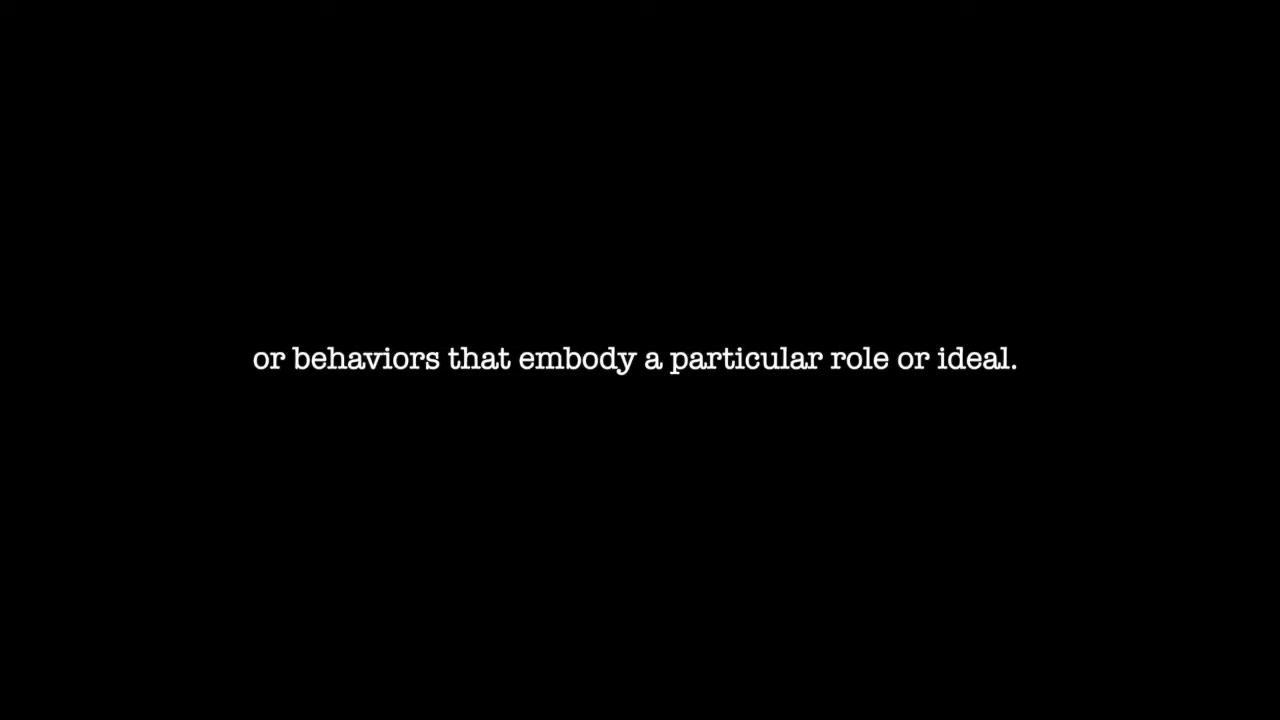 or behaviors that embody a particular role or ideal.